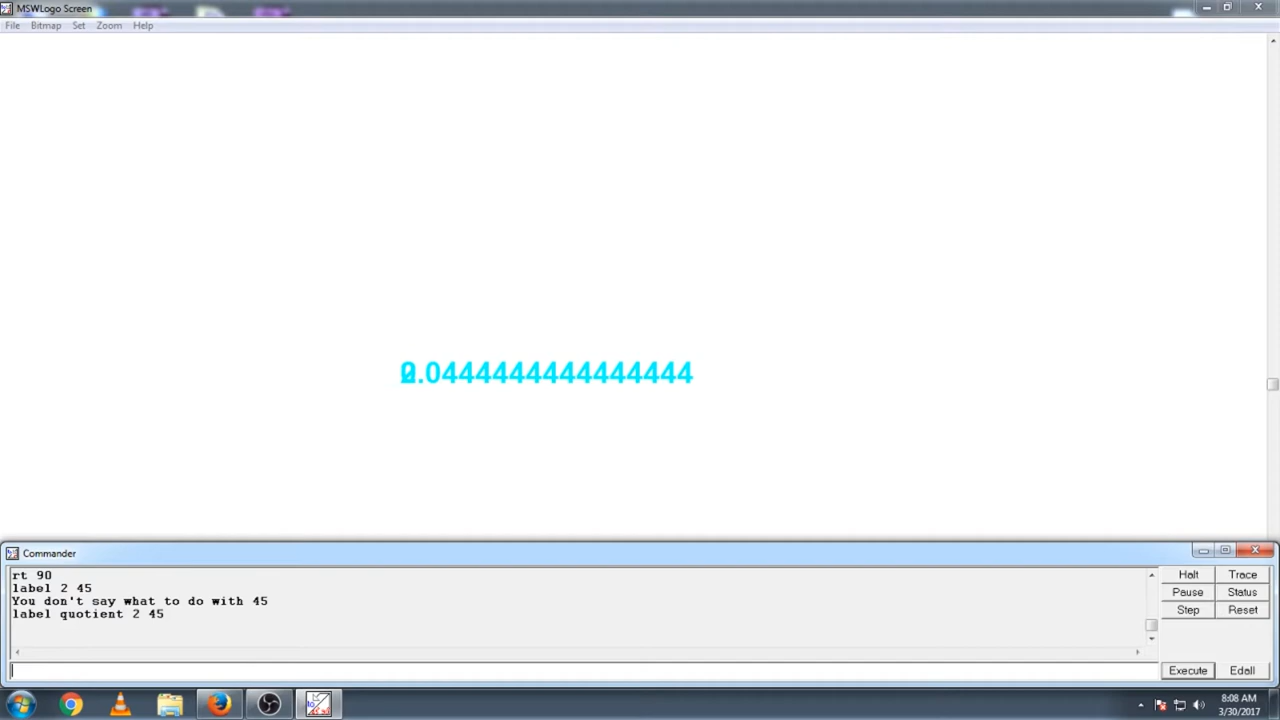 MSWLogo Screen
File Bitmap Set Zoom Help
.0444444444444444
Commander
rt 90
label 2 45
You don't say what to do with 45
label quotient 2 45
Halt Trace
Pause Status
Step Reset
Execute Edall
8:08 AM
3/30/2017